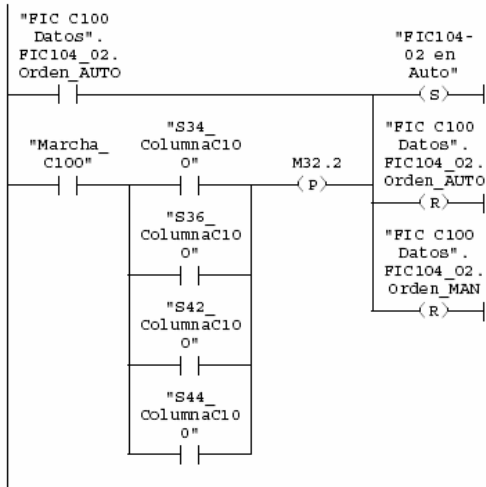 "FIC C100
Datos".
FIC104_02.
Orden_AUTO
"FIC104-
02 en
Auto"
S
"Marcha_
C100"
"S34_
ColumnaC10
0"
M32.2
P
"FIC C100
Datos".
FIC104_02.
Orden_AUTO
R
"S36_
ColumnaC10
0"
"FIC C100
Datos".
FIC104_02.
Orden_MAN
R
"S42_
ColumnaC10
0"
"S44_
ColumnaC10
0"